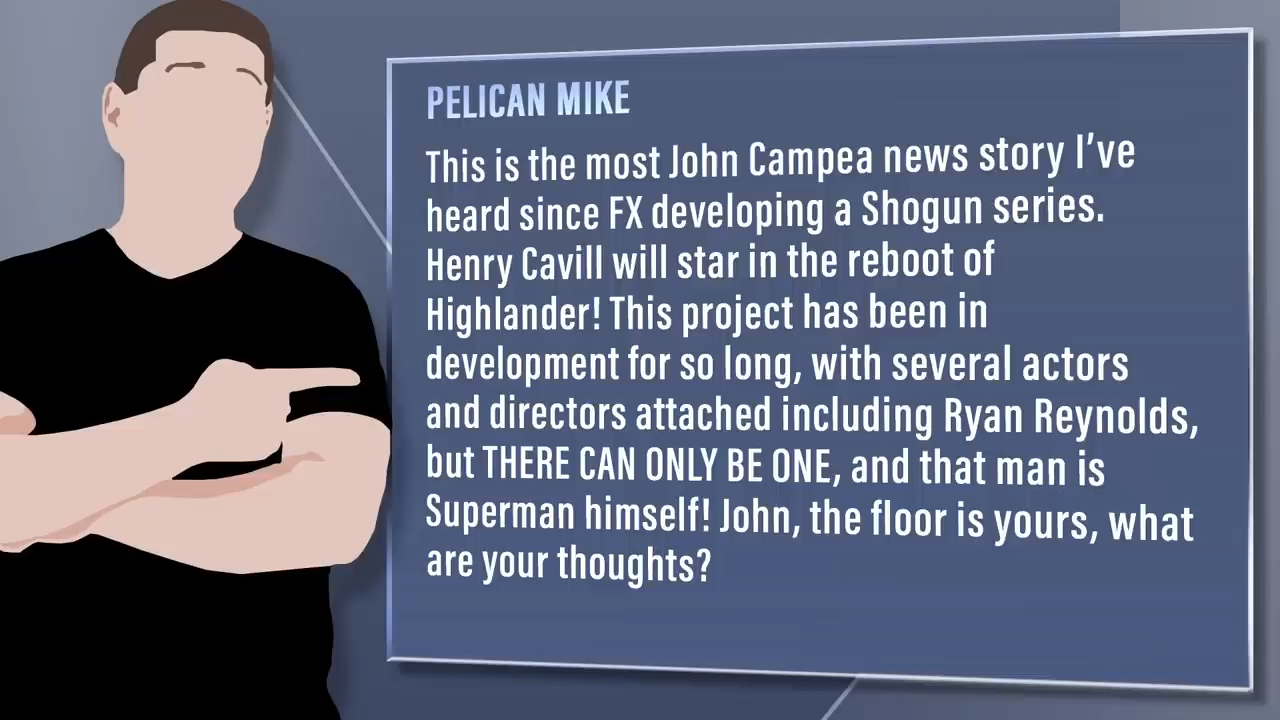 PELICAN MIKE
This is the most John Campea news story I've
heard since FX developing a Shogun series.
Henry Cavill will star in the reboot of
Highlander! This project has been in
development for so long, with several actors
and directors attached including Ryan Reynolds,
but THERE CAN ONLY BE ONE, and that man is
Superman himself! John, the floor is yours, what
are your thoughts?